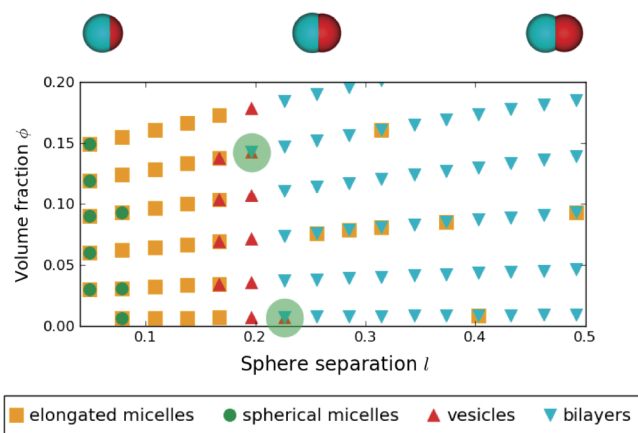 0.20
0.15
0.10
0.05
0.00
Volume fraction ϕ
0.1 0.2 0.3 0.4 0.5
Sphere separation l
elongated micelles spherical micelles vesicles bilayers